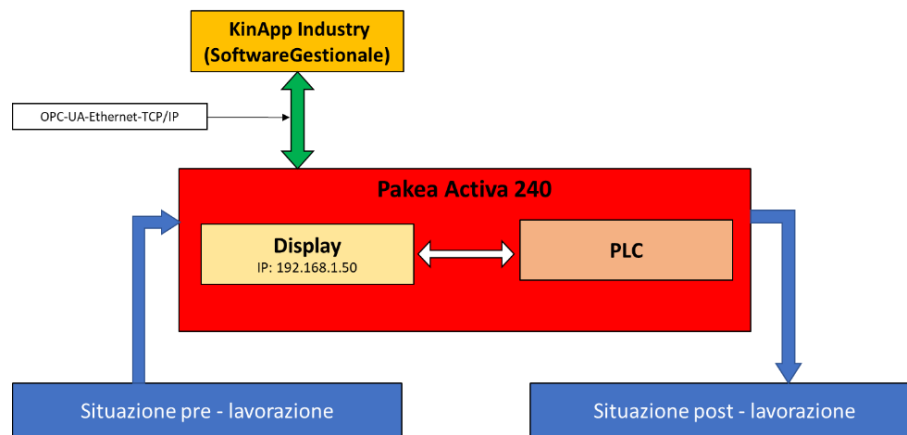 KinApp Industry
(SoftwareGestionale)
OPC-UA-Ethernet-TCP/IP
Pakea Activa 240
Display
IP: 192.168.1.50
PLC
Situazione pre - lavorazione
Situazione post - lavorazione